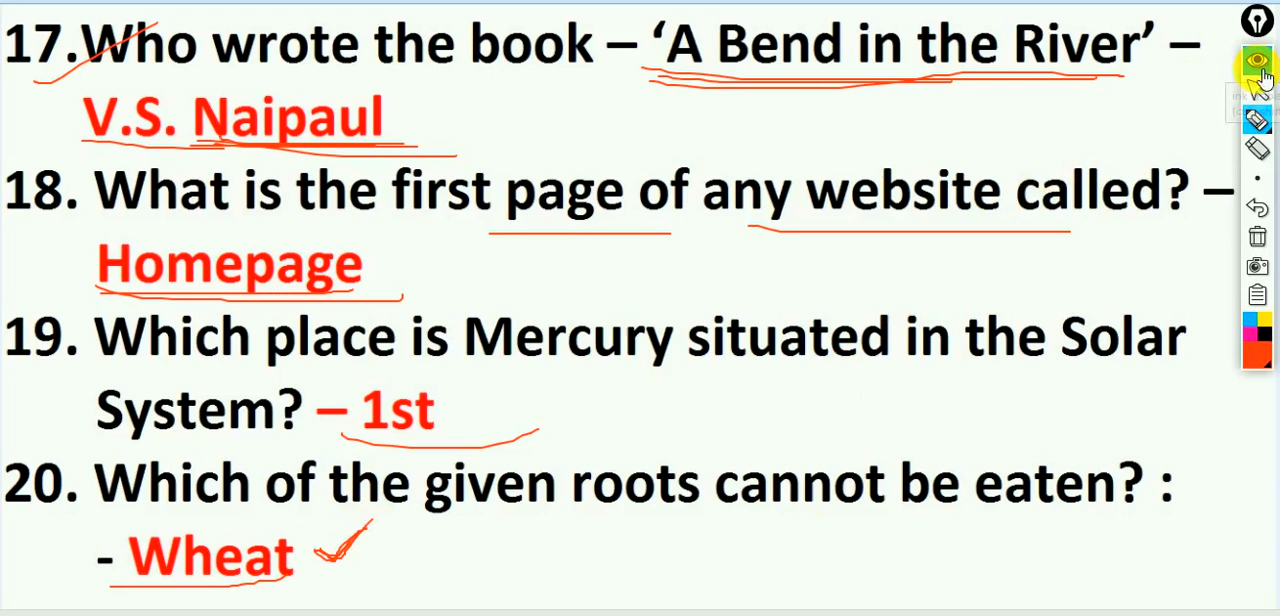 17.Who wrote the book – ‘A Bend in the River’ –
V.S. Naipaul
18. What is the first page of any website called? –
Homepage
19. Which place is Mercury situated in the Solar
System? – 1st
20. Which of the given roots cannot be eaten? :
- Wheat